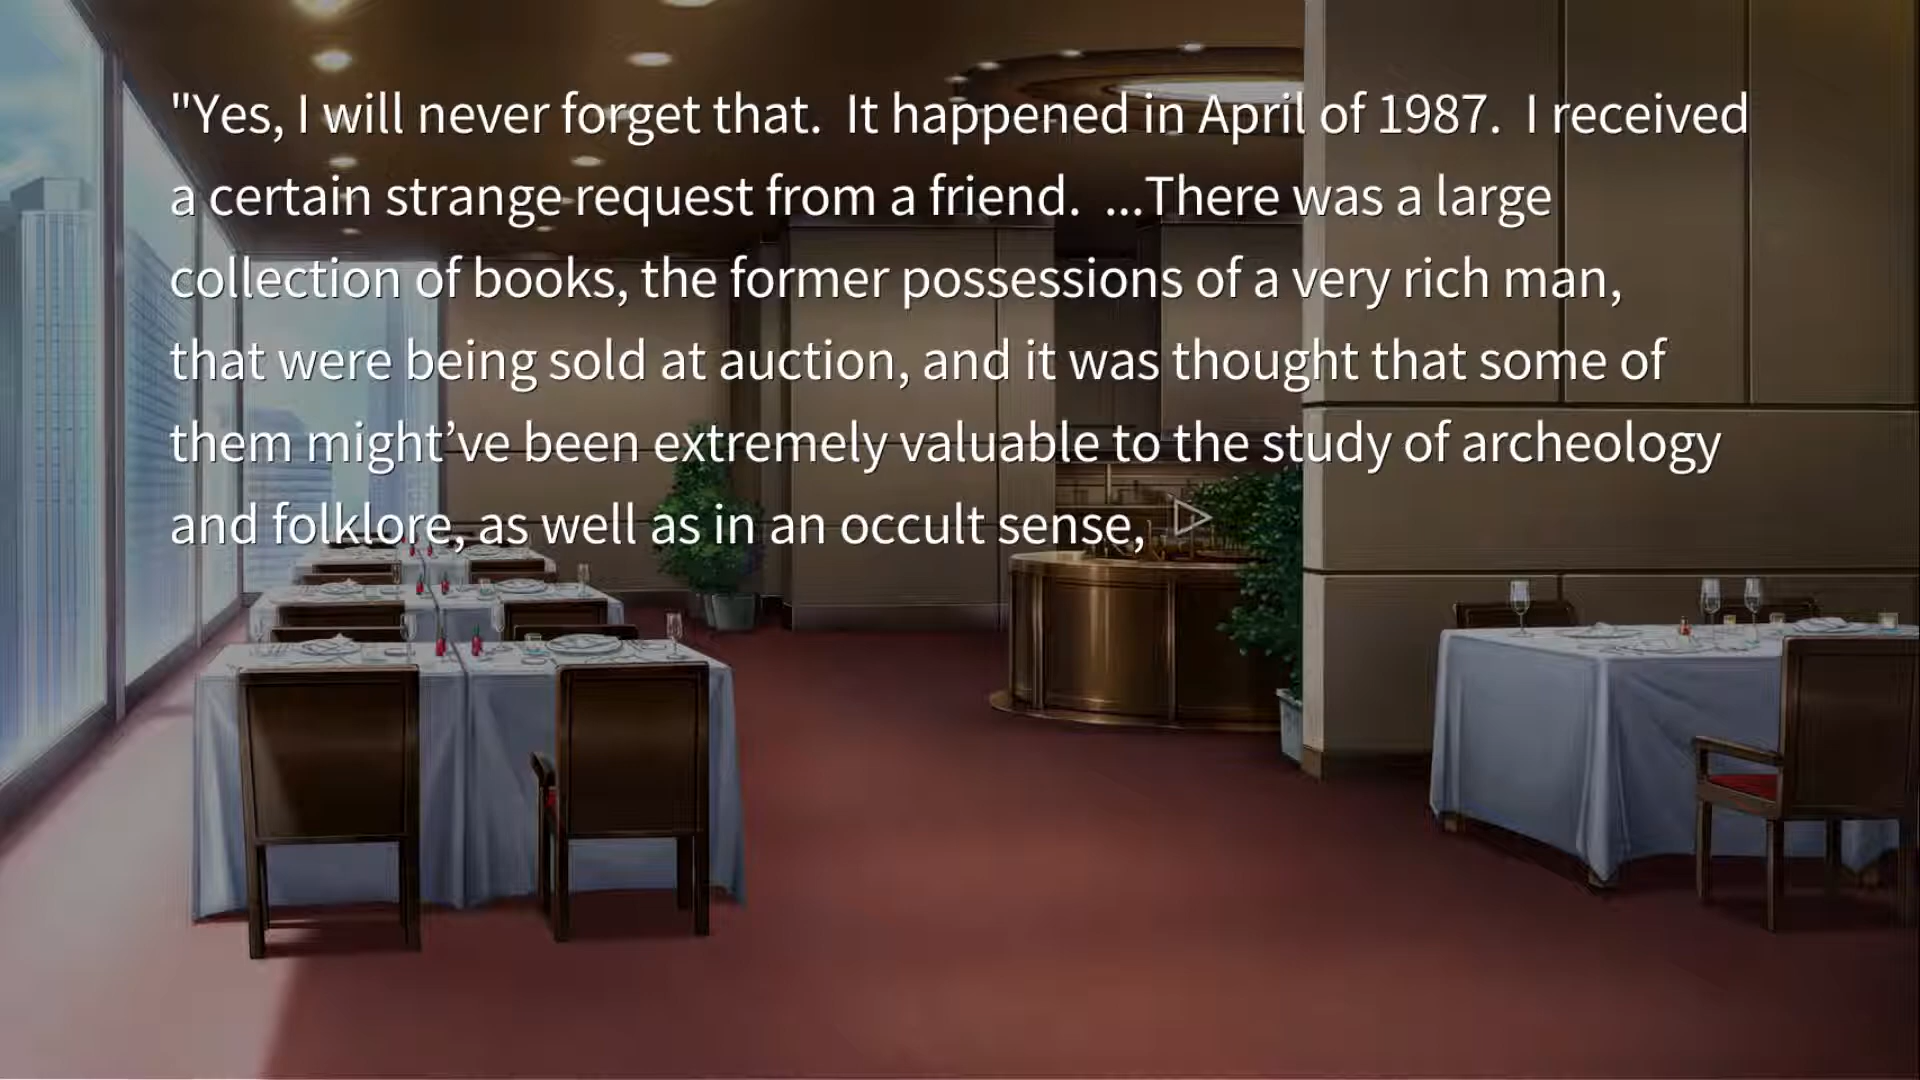 "Yes, I will never forget that.  It happened in April of 1987.  I received
a certain strange request from a friend.  ...There was a large
collection of books, the former possessions of a very rich man,
that were being sold at auction, and it was thought that some of
them might’ve been extremely valuable to the study of archeology
and folklore, as well as in an occult sense,